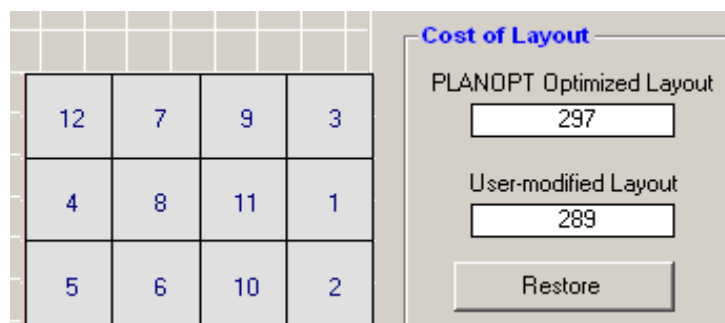 12 7 9 3
4 8 11 1
5 6 10 2
Cost of Layout
PLANOPT Optimized Layout
297
User-modified Layout
289
Restore